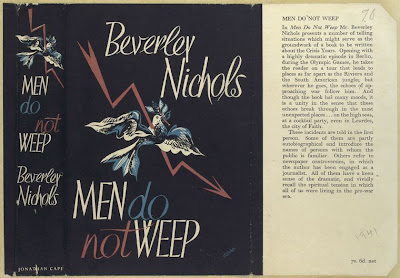 MEN
do
not
WEEP
Beverley
Nichols
JONATHAN CAPE
Beverley
Nichols
MEN do
not WEEP
MEN DO NOT WEEP
In Men Do Not Weep Mr. Beverley
Nichols presents a number of telling
situations which might serve as the
groundwork of a book to be written
about the Crisis Years. Opening with
a highly dramatic episode in Berlin,
during the Olympic Games, he takes
the reader on a tour that leads to
places as far apart as the Riviera and
the South American jungle; but
wherever he goes, the echoes of ap-
proaching war follow him. And
though the book has many moods, it
is a unity in the sense that these
echoes break through in the most
unexpected places . . . on the high seas,
at a cocktail party, even in Lourdes,
the city of Faith.
These incidents are told in the first
person. Some of them are partly
autobiographical and introduce the
names of persons with whom the
public is familiar. Others refer to
newspaper controversies, in which
the author has been engaged as a
journalist. All of them have a keen
sense of the dramatic, and vividly
recall the spiritual tension in which
all of us were living in the pre-war
era.
1941
7s. 6d. net